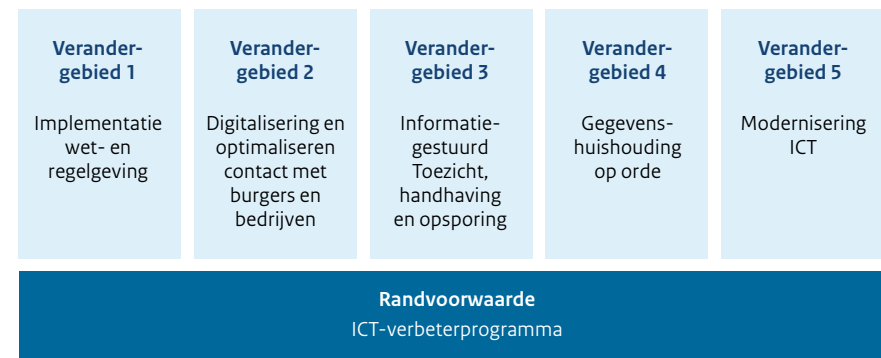 Verander-
gebied 1
Implementatie
wet- en
regelgeving
Verander-
gebied 2
Digitalisering en
optimaliseren
contact met
burgers en
bedrijven
Verander-
gebied 3
Informatie-
gestuurd
Toezicht,
handhaving
en opsporing
Verander-
gebied 4
Gegevens-
huishouding
op orde
Verander-
gebied 5
Modernisering
ICT
Randvoorwaarde
ICT-verbeterprogramma